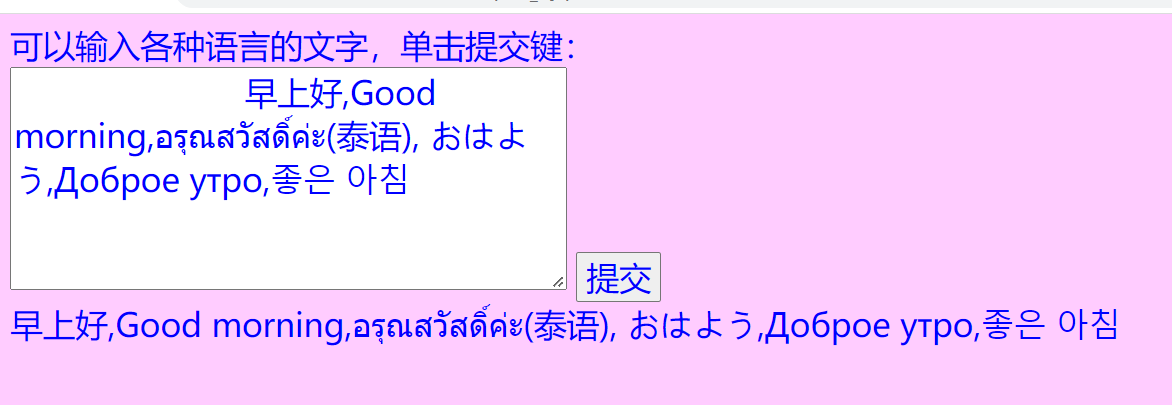 可以输入各种语言的文字，单击提交键：
早上好,Good
morning,อรุณสวัสดิ์ค่ะ(泰语), おはよ
う,Доброе утро,좋은 아침
提交
早上好,Good morning,อรุณสวัสดิ์ค่ะ(泰语), おはよう,Доброе утро,좋은 아침